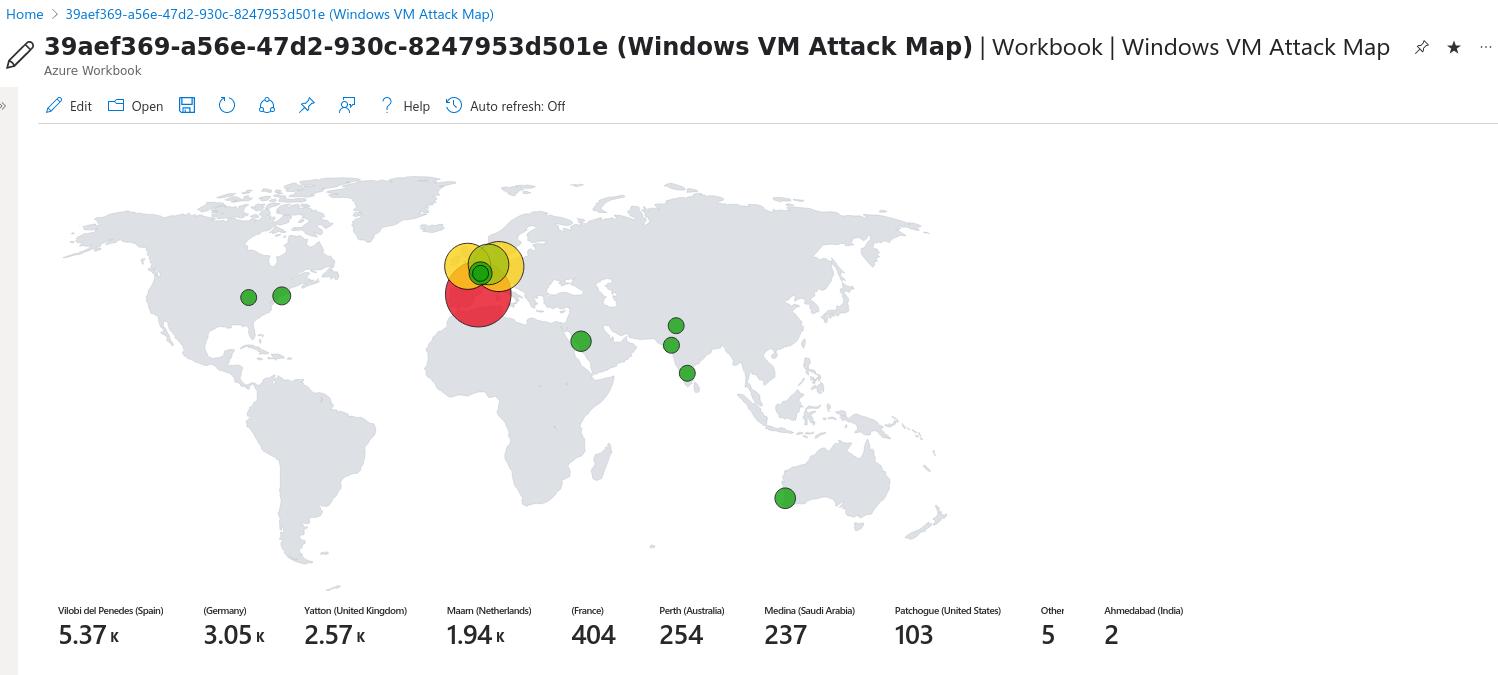 Home > 39aef369-a56e-47d2-930c-8247953d501e (Windows VM Attack Map)
39aef369-a56e-47d2-930c-8247953d501e (Windows VM Attack Map) | Workbook | Windows VM Attack Map ...
Azure Workbook
» Edit Open ? Help Auto refresh: Off
Vilobi del Penedes (Spain) (Germany) Yatton (United Kingdom) Maarn (Netherlands) (France) Perth (Australia) Medina (Saudi Arabia) Patchogue (United States) Other Ahmedabad (India)
5.37 K 3.05 K 2.57 K 1.94 K 404 254 237 103 5 2